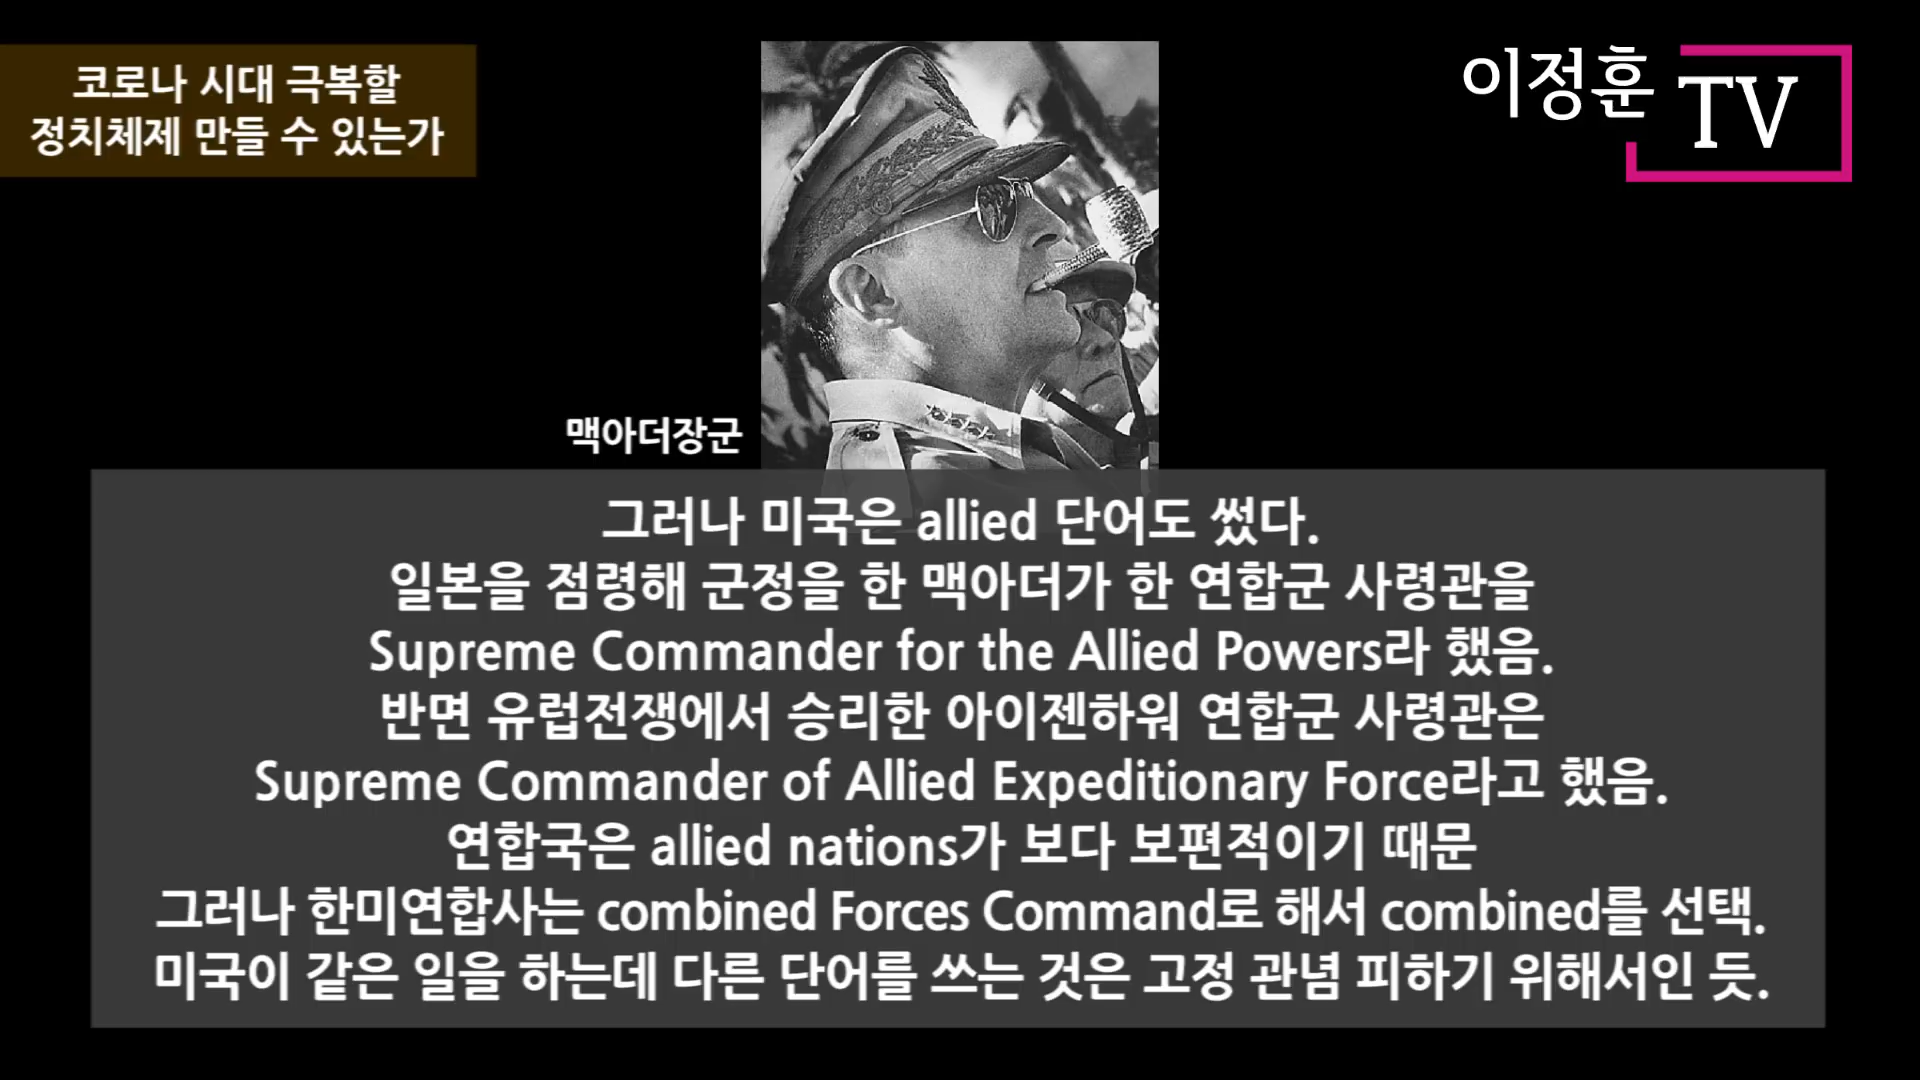 코로나 시대 극복할
정치체제 만들 수 있는가
이정훈 TV
맥아더장군
그러나 미국은 allied 단어도 썼다.
일본을 점령해 군정을 한 맥아더가 한 연합군 사령관을
Supreme Commander for the Allied Powers라 했음.
반면 유럽전쟁에서 승리한 아이젠하워 연합군 사령관은
Supreme Commander of Allied Expeditionary Force라고 했음.
연합국은 allied nations가 보다 보편적이기 때문
그러나 한미연합사는 combined Forces Command로 해서 combined를 선택.
미국이 같은 일을 하는데 다른 단어를 쓰는 것은 고정 관념 피하기 위해서인 듯.